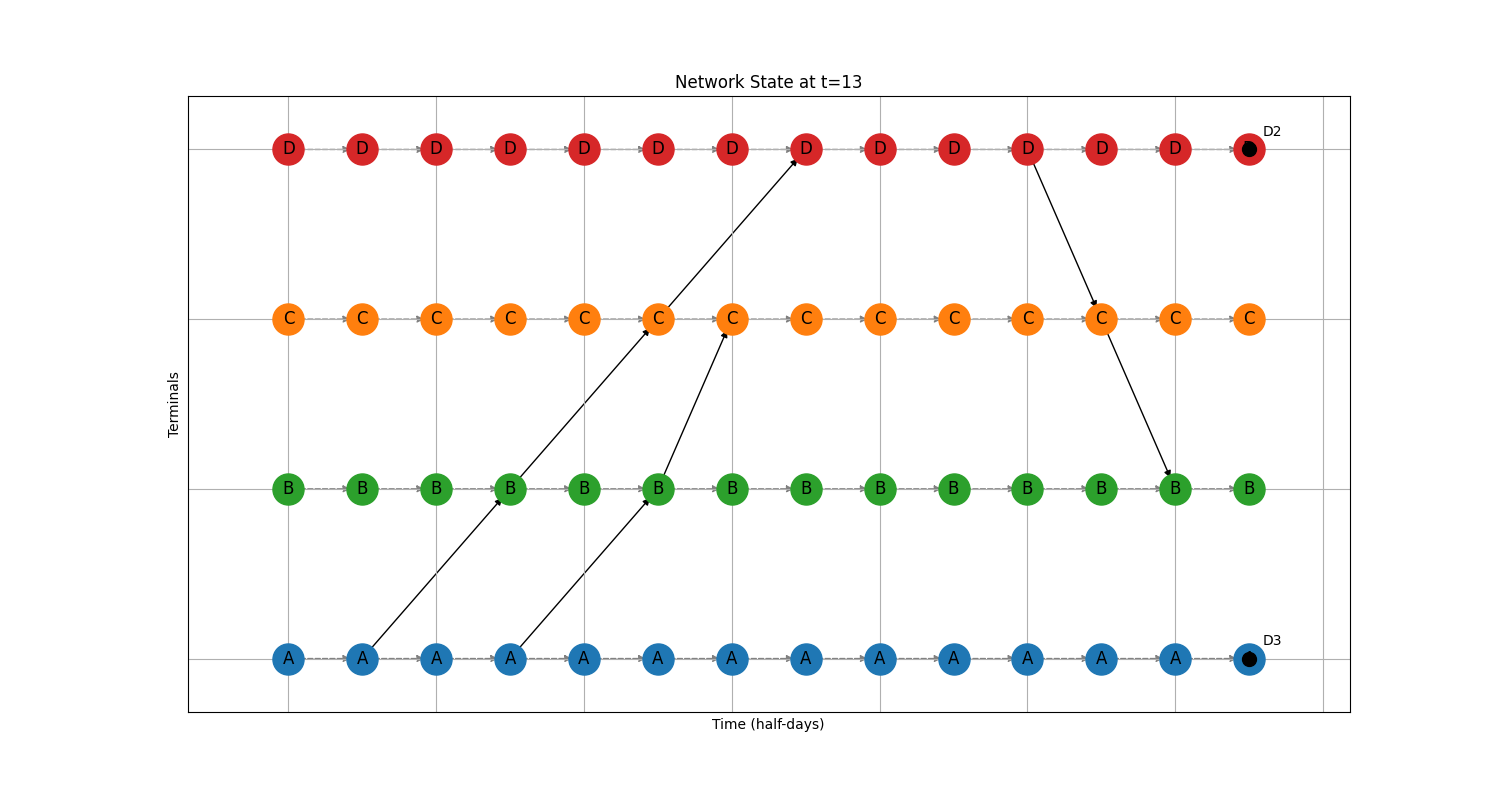 Network State at t=13
D2
D D D D D D D D D D D D D
C C C C C C C C C C C C C C
Terminals
B B B B B B B B B B B B B B
D3
A A A A A A A A A A A A A
Time (half-days)